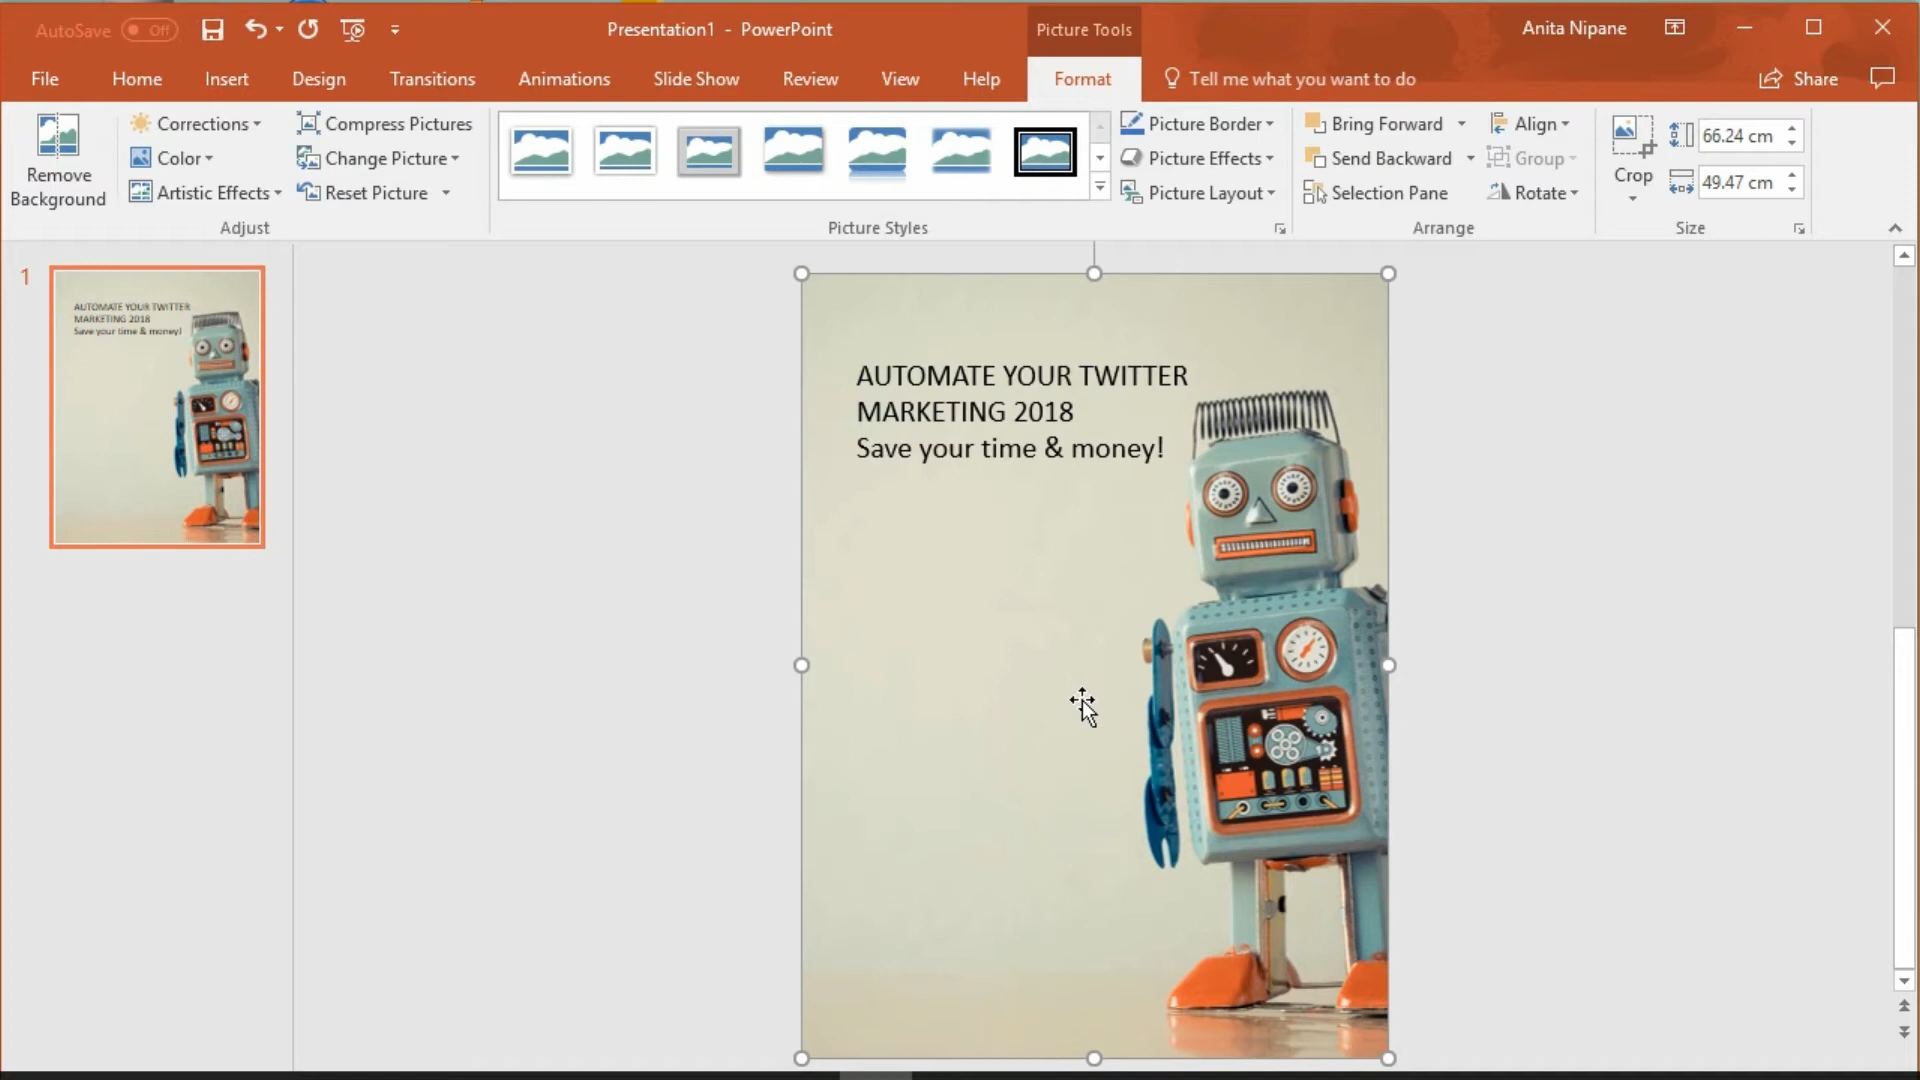 AutoSave Off
Presentation1 - PowerPoint
Picture Tools
Anita Nipane
File Home Insert Design Transitions Animations Slide Show Review View Help Format Tell me what you want to do Share
Remove Background
Corrections
Color
Artistic Effects
Compress Pictures
Change Picture
Reset Picture
Adjust
Picture Styles
Picture Border
Picture Effects
Picture Layout
Bring Forward
Send Backward
Selection Pane
Align
Group
Rotate
Arrange
Crop
66.24 cm
49.47 cm
Size
1
AUTOMATE YOUR TWITTER
MARKETING 2018
Save your time & money!
AUTOMATE YOUR TWITTER
MARKETING 2018
Save your time & money!